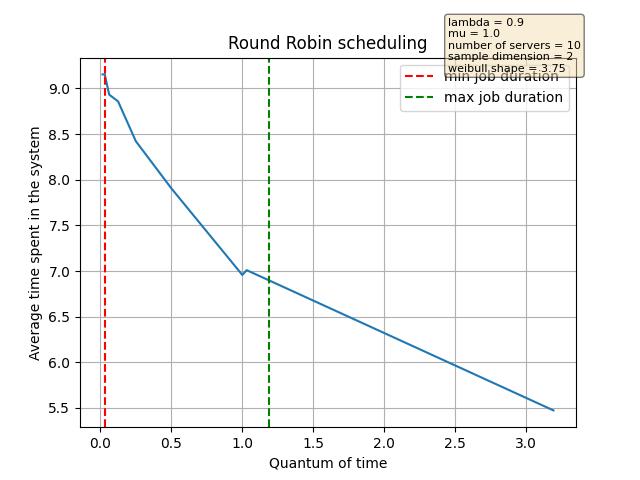 lambda = 0.9
mu = 1.0
number of servers = 10
sample dimension = 2
weibull shape = 3.75
Round Robin scheduling
min job duration
max job duration
Average time spent in the system
9.0
8.5
8.0
7.5
7.0
6.5
6.0
5.5
0.0 0.5 1.0 1.5 2.0 2.5 3.0
Quantum of time